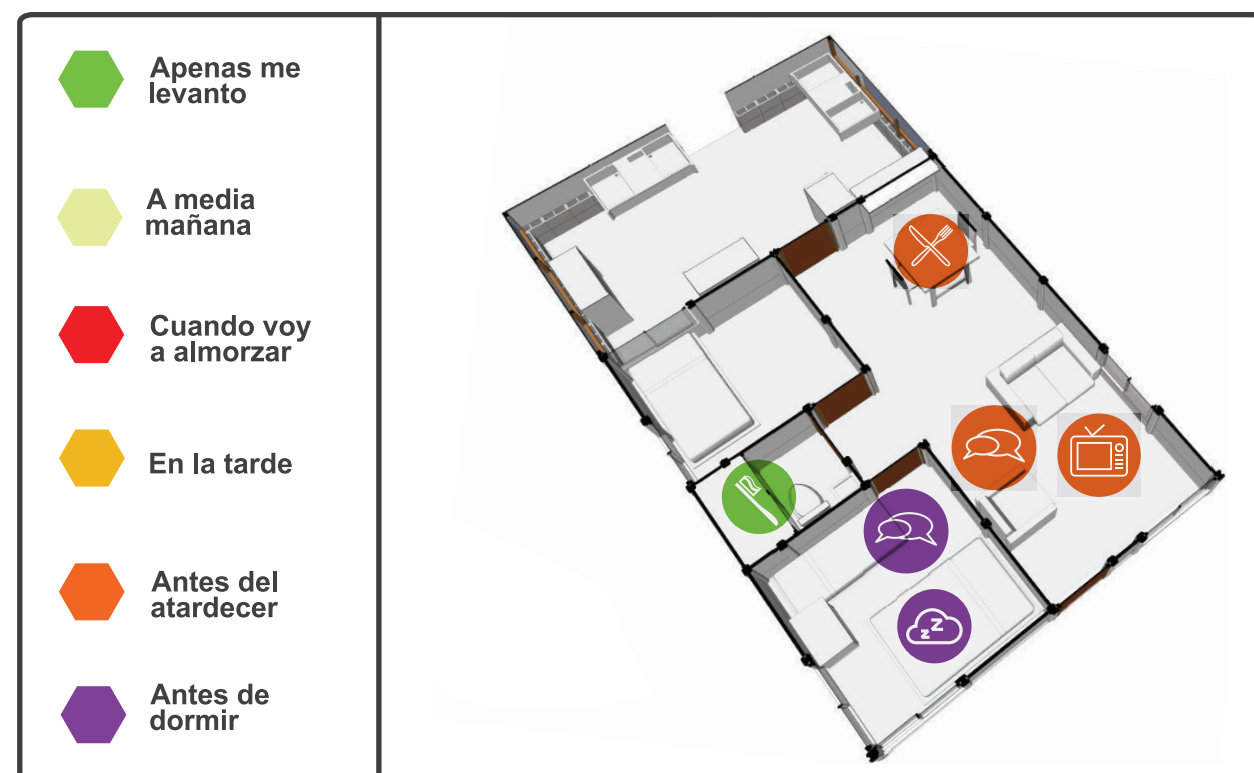 Apenas me
levanto
A media
mañana
Cuando voy
a almorzar
En la tarde
Antes del
atardecer
Antes de
dormir
z
Z